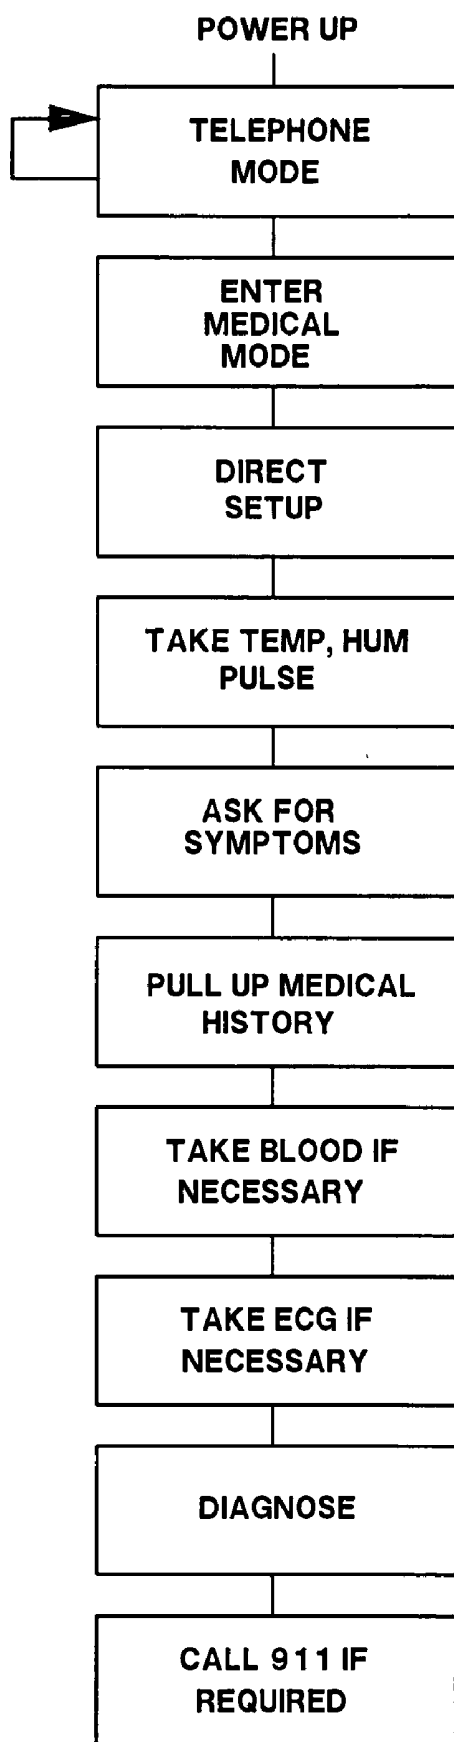 POWER UP
TELEPHONE
MODE
ENTER
MEDICAL
MODE
DIRECT
SETUP
TAKE TEMP, HUM
PULSE
ASK FOR
SYMPTOMS
PULL UP MEDICAL
HISTORY
TAKE BLOOD IF
NECESSARY
TAKE ECG IF
NECESSARY
DIAGNOSE
CALL 911 IF
REQUIRED